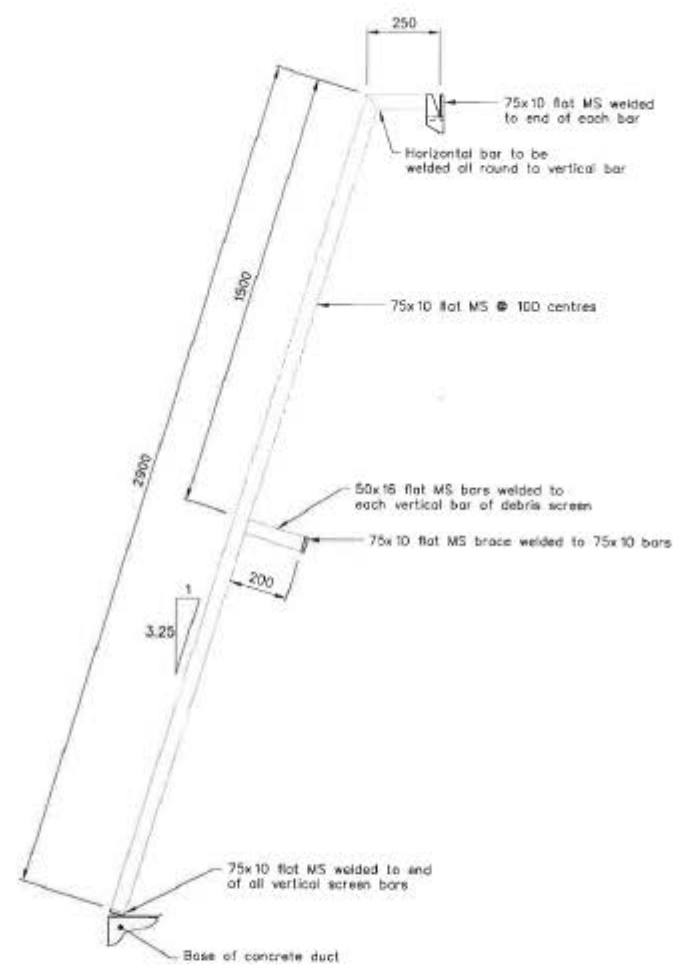 250
75x10 flat MS welded
to end of each bar
Horizontal bar to be
welded all round to vertical bar
1500
75x10 flat MS @ 100 centres
2900
50x16 flat MS bars welded to
each vertical bar of debris screen
75x10 flat MS brace welded to 75x10 bars
200
1
3.25
75x10 flat MS welded to end
of all vertical screen bars
Base of concrete duct